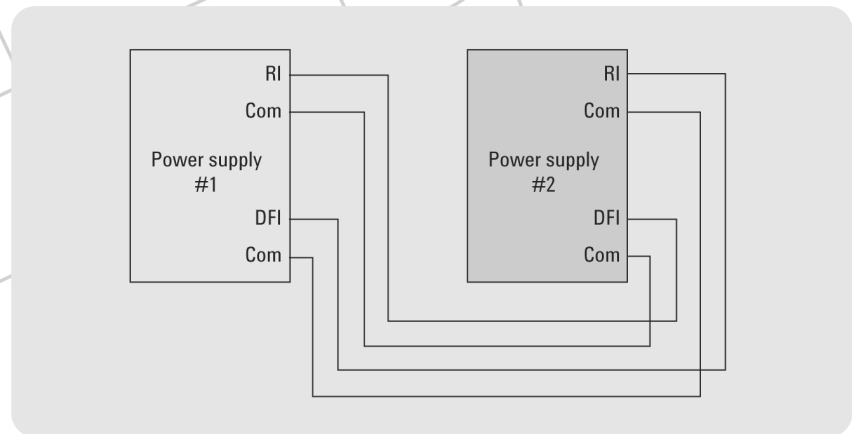 RI
Com
Power supply
#1
DFI
Com
RI
Com
Power supply
#2
DFI
Com